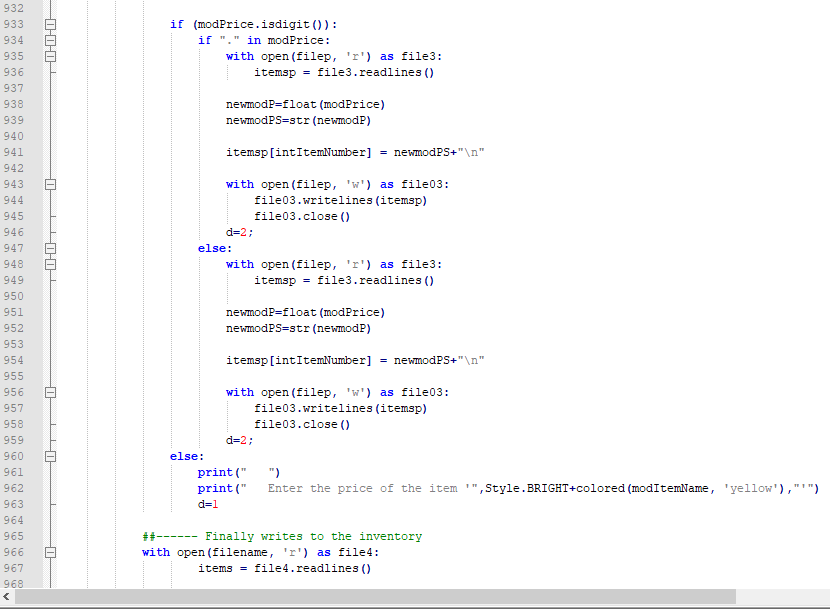 932
933 if (modPrice.isdigit()):
934 if "." in modPrice:
935 with open(filep, 'r') as file3:
936 itemsp = file3.readlines()
937
938 newmodP=float(modPrice)
939 newmodPS=str(newmodP)
940
941 itemsp[intItemNumber] = newmodPS+"\n"
942
943 with open(filep, 'w') as file03:
944 file03.writelines(itemsp)
945 file03.close()
946 d=2;
947 else:
948 with open(filep, 'r') as file3:
949 itemsp = file3.readlines()
950
951 newmodP=float(modPrice)
952 newmodPS=str(newmodP)
953
954 itemsp[intItemNumber] = newmodPS+"\n"
955
956 with open(filep, 'w') as file03:
957 file03.writelines(itemsp)
958 file03.close()
959 d=2;
960 else:
961 print("   ")
962 print("   Enter the price of the item '",Style.BRIGHT+colored(modItemName, 'yellow'),"'")
963 d=1
964
965 ##------ Finally writes to the inventory
966 with open(filename, 'r') as file4:
967 items = file4.readlines()
968